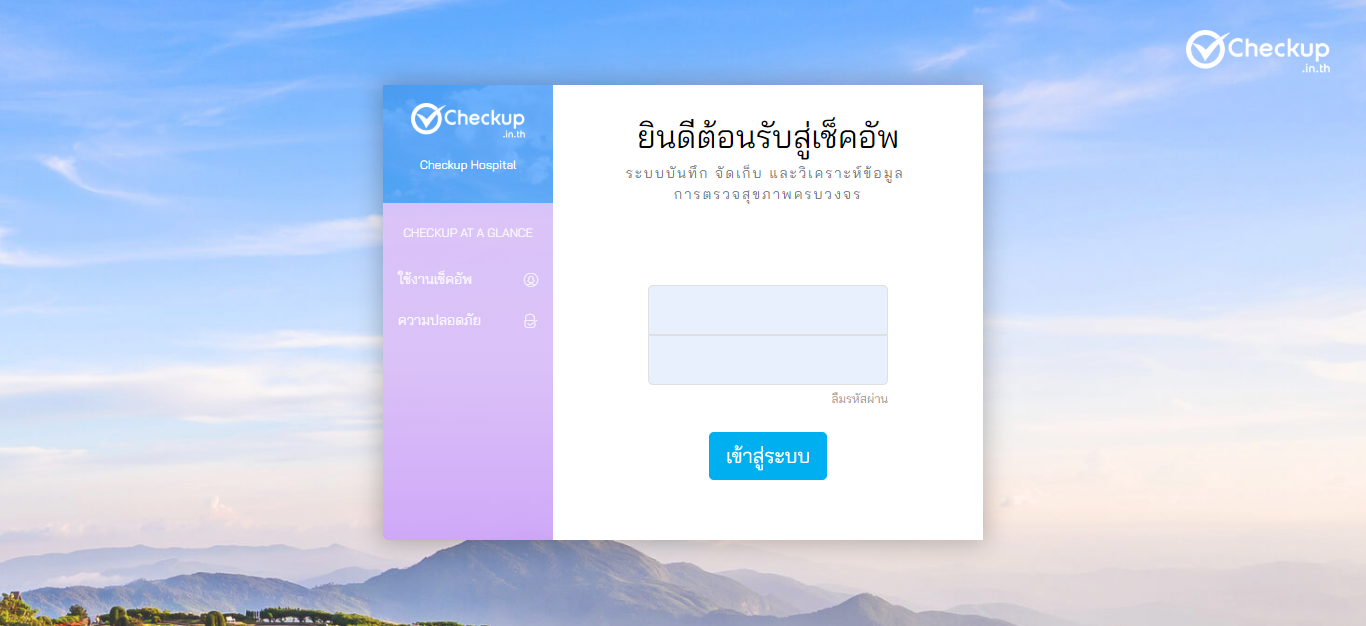 Checkup
.in.th
Checkup
.in.th
Checkup Hospital
CHECKUP AT A GLANCE
ใช้งานเช็คอัพ
ความปลอดภัย
ยินดีต้อนรับสู่เช็คอัพ
ระบบบันทึก จัดเก็บ และวิเคราะห์ข้อมูล
การตรวจสุขภาพครบวงจร
ลืมรหัสผ่าน
เข้าสู่ระบบ